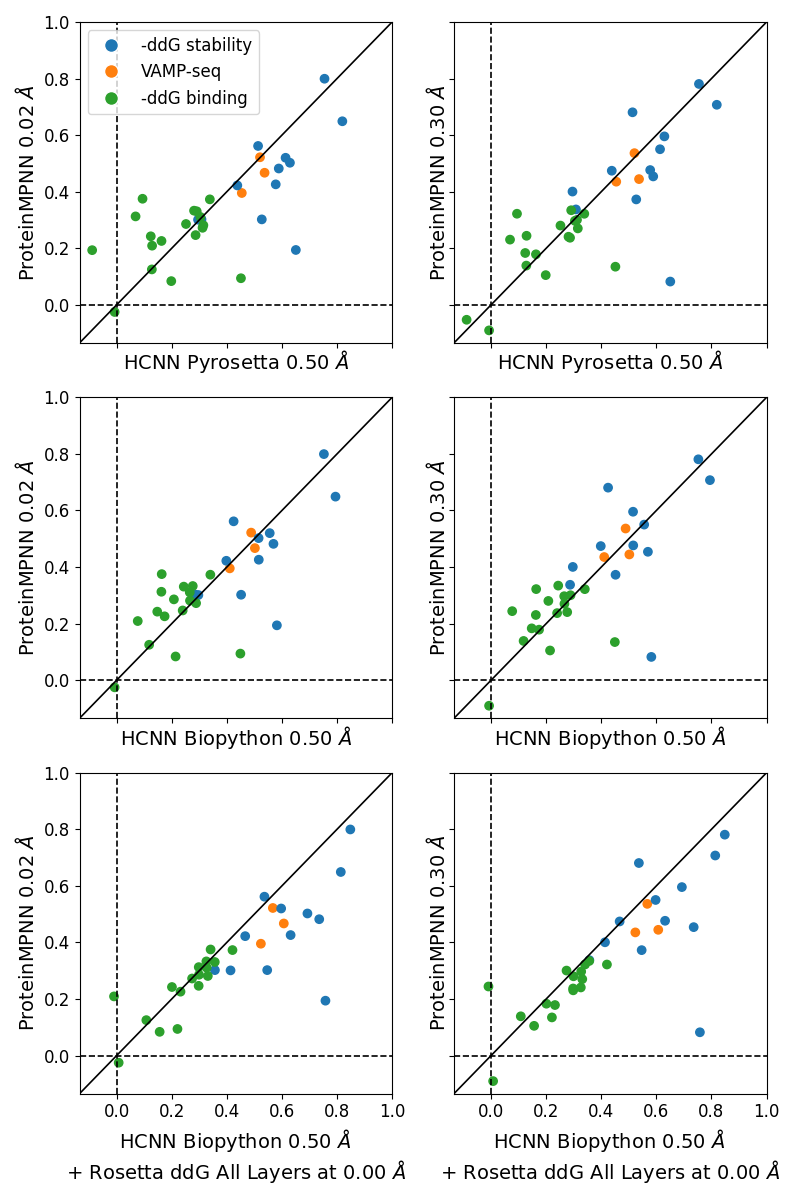 1.0
0.8
0.6
0.4
0.2
0.0
ProteinMPNN 0.02 Å
-ddG stability
VAMP-seq
-ddG binding
HCNN Pyrosetta 0.50 Å
ProteinMPNN 0.30 Å
HCNN Pyrosetta 0.50 Å
1.0
0.8
0.6
0.4
0.2
0.0
ProteinMPNN 0.02 Å
HCNN Biopython 0.50 Å
ProteinMPNN 0.30 Å
HCNN Biopython 0.50 Å
1.0
0.8
0.6
0.4
0.2
0.0
ProteinMPNN 0.02 Å
0.0 0.2 0.4 0.6 0.8 1.0
HCNN Biopython 0.50 Å
+ Rosetta ddG All Layers at 0.00 Å
ProteinMPNN 0.30 Å
0.0 0.2 0.4 0.6 0.8 1.0
HCNN Biopython 0.50 Å
+ Rosetta ddG All Layers at 0.00 Å